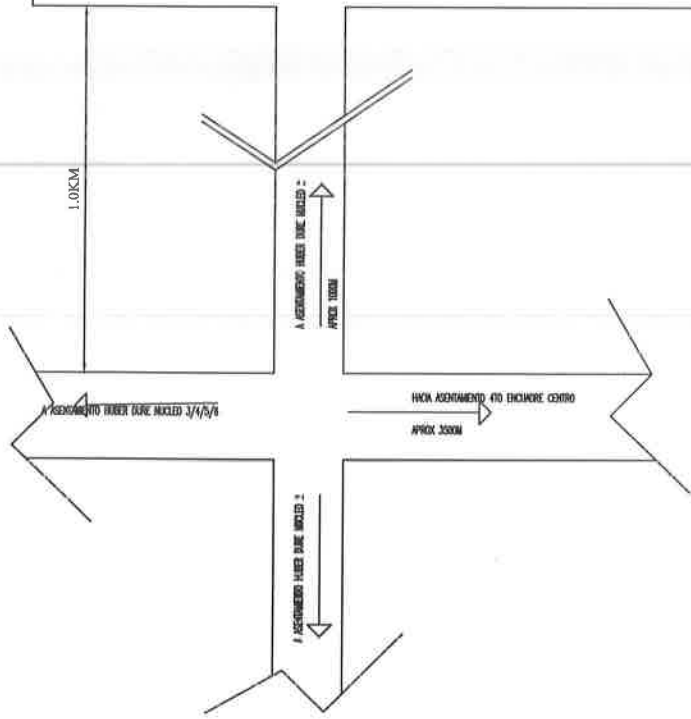 1.0KM
A ASENTAMIENTO HUBER DURE NUCLEO 2
APROX 1000M
A ASENTAMIENTO HUBER DURE NUCLEO 3/4/5/6
HACIA ASENTAMIENTO 4TO ENCUADRE CENTRO
APROX 3500M
A ASENTAMIENTO HUBER DURE NUCLEO